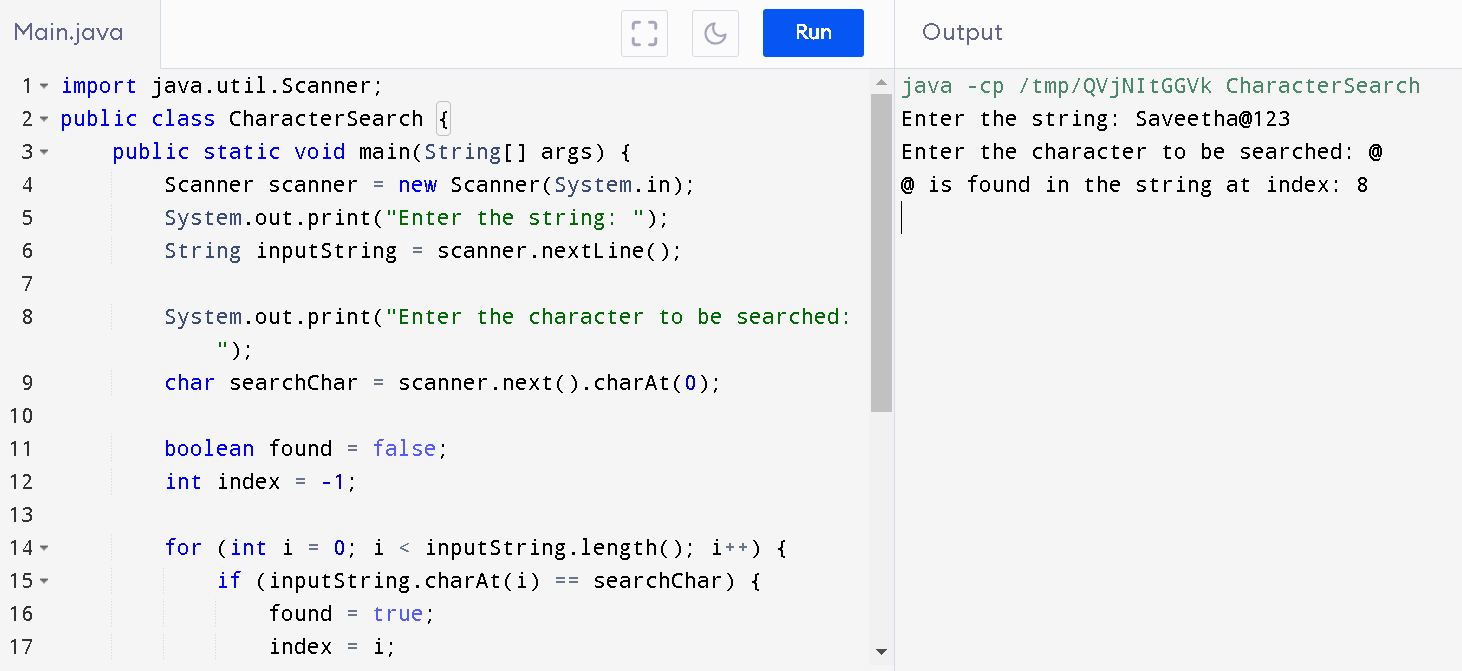 Main.java
Run
Output
1 import java.util.Scanner;
2 public class CharacterSearch {
3     public static void main(String[] args) {
4         Scanner scanner = new Scanner(System.in);
5         System.out.print("Enter the string: ");
6         String inputString = scanner.nextLine();
7
8         System.out.print("Enter the character to be searched:
            ");
9         char searchChar = scanner.next().charAt(0);
10
11         boolean found = false;
12         int index = -1;
13
14         for (int i = 0; i < inputString.length(); i++) {
15             if (inputString.charAt(i) == searchChar) {
16                 found = true;
17                 index = i;
java -cp /tmp/QVjNItGGVk CharacterSearch
Enter the string: Saveetha@123
Enter the character to be searched: @
@ is found in the string at index: 8